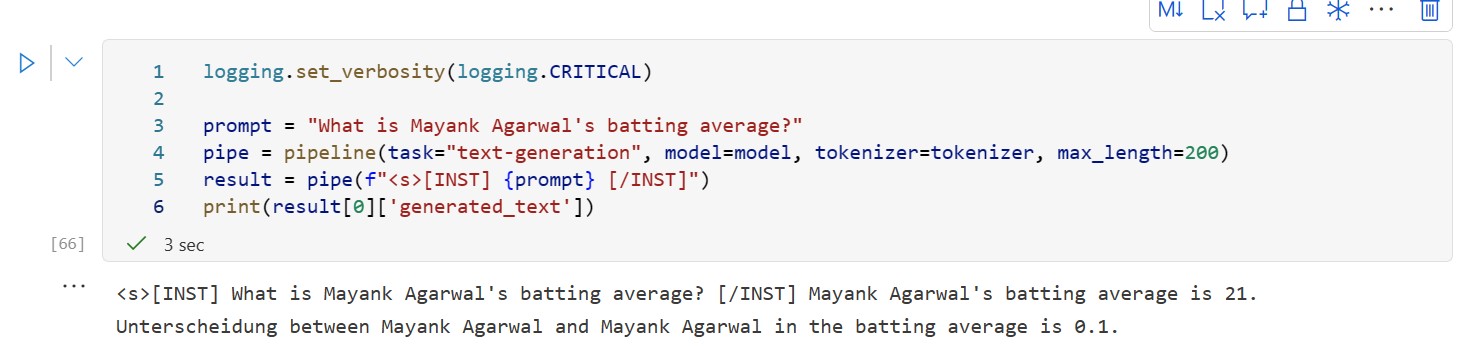 M↓
1 logging.set_verbosity(logging.CRITICAL)
2
3 prompt = "What is Mayank Agarwal's batting average?"
4 pipe = pipeline(task="text-generation", model=model, tokenizer=tokenizer, max_length=200)
5 result = pipe(f"<s>[INST] {prompt} [/INST]")
6 print(result[0]['generated_text'])
[66] 3 sec
<s>[INST] What is Mayank Agarwal's batting average? [/INST] Mayank Agarwal's batting average is 21.
Unterscheidung between Mayank Agarwal and Mayank Agarwal in the batting average is 0.1.